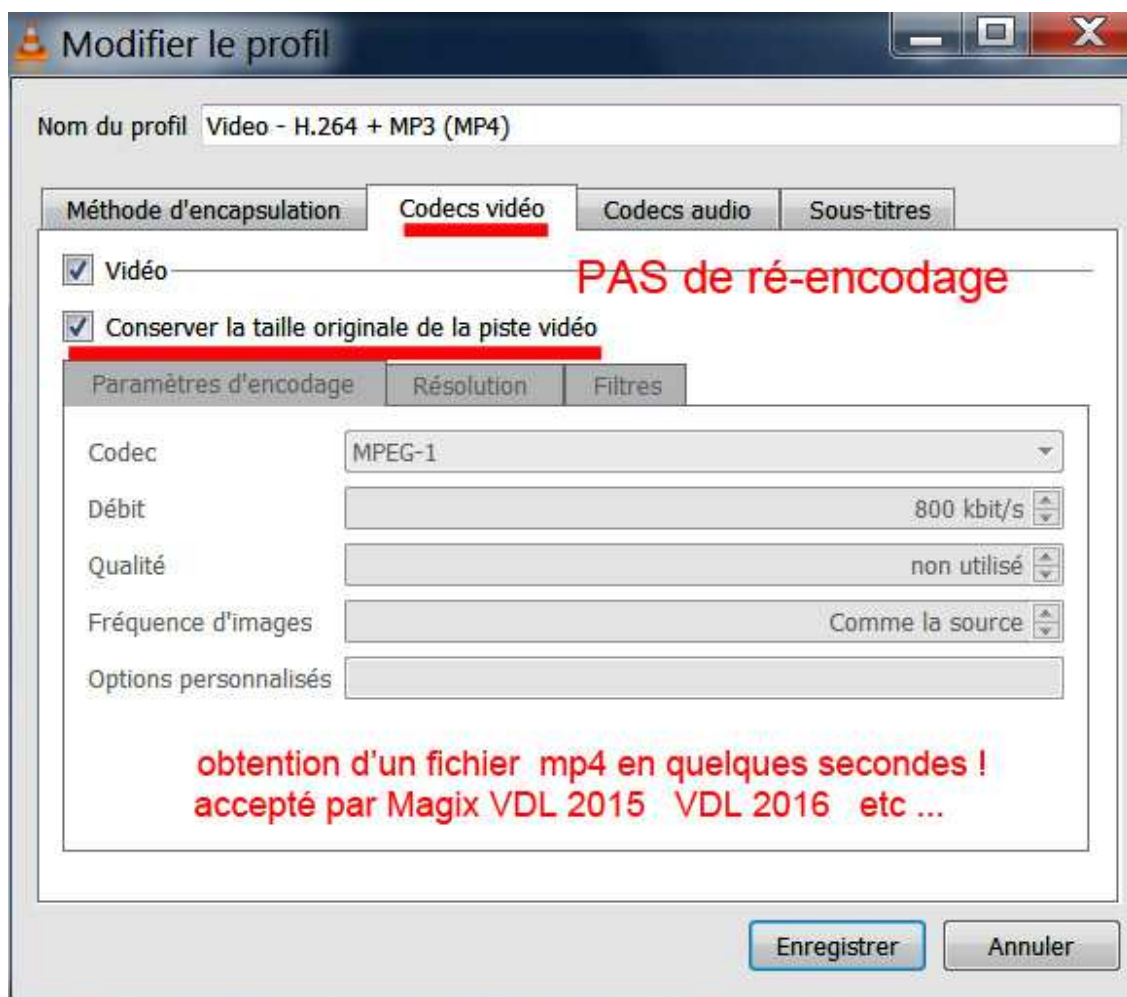 Modifier le profil
Nom du profil Video - H.264 + MP3 (MP4)
Méthode d'encapsulation Codecs vidéo Codecs audio Sous-titres
Vidéo
PAS de ré-encodage
Conserver la taille originale de la piste vidéo
Paramètres d'encodage Résolution Filtres
Codec MPEG-1
Débit 800 kbit/s
Qualité non utilisé
Fréquence d'images Comme la source
Options personnalisés
obtention d'un fichier mp4 en quelques secondes !
accepté par Magix VDL 2015 VDL 2016 etc ...
Enregistrer Annuler